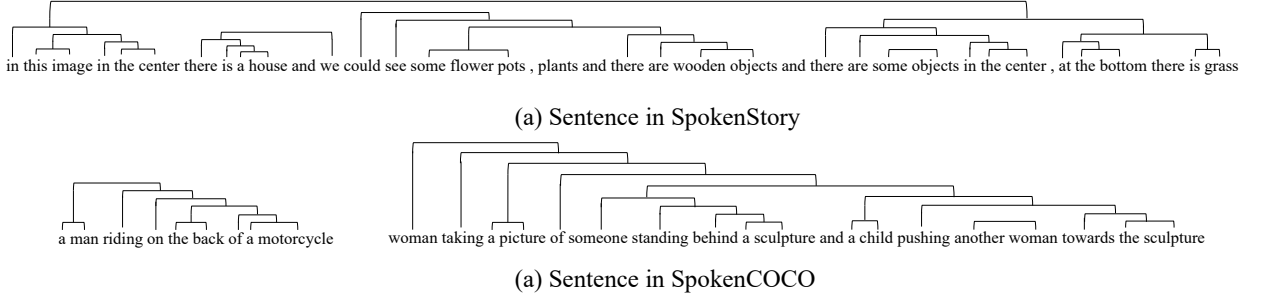 in this image in the center there is a house and we could see some flower pots , plants and there are wooden objects and there are some objects in the center , at the bottom there is grass
(a) Sentence in SpokenStory
a man riding on the back of a motorcycle
woman taking a picture of someone standing behind a sculpture and a child pushing another woman towards the sculpture
(a) Sentence in SpokenCOCO